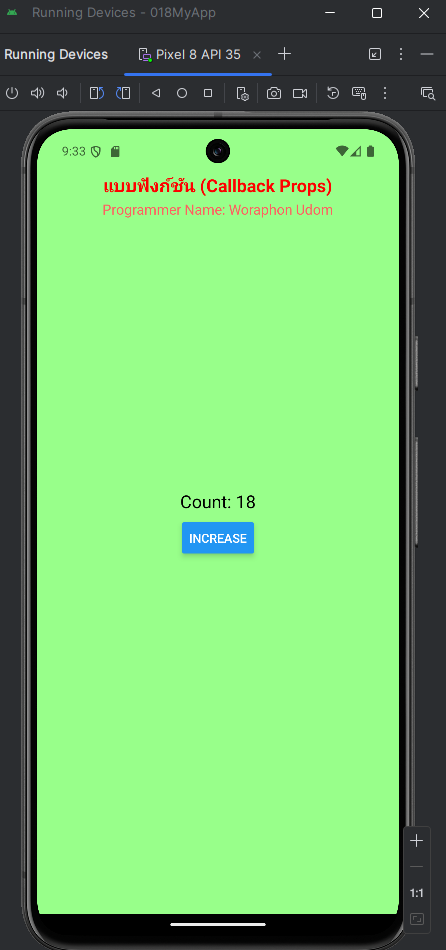 Running Devices - 018MyApp
Running Devices
Pixel 8 API 35
9:33
แบบฟังก์ชัน (Callback Props)
Programmer Name: Woraphon Udom
Count: 18
INCREASE
1:1